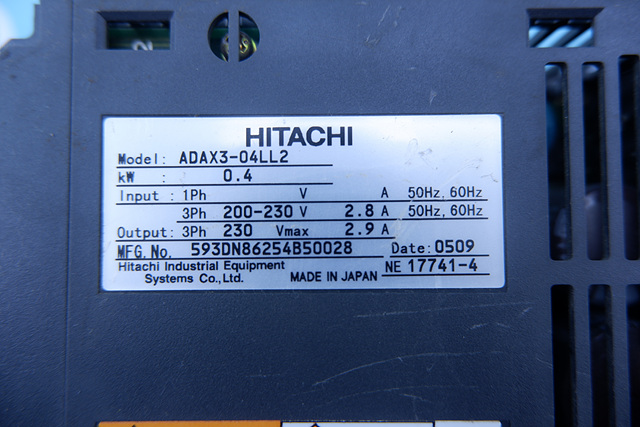 HITACHI
Model: ADAX3-04LL2
kW : 0.4
Input : 1Ph V A 50Hz, 60Hz
3Ph 200-230 V 2.8 A 50Hz, 60Hz
Output: 3Ph 230 Vmax 2.9 A
MFG. No. 593DN86254B50028 Date: 0509
Hitachi Industrial Equipment
Systems Co., Ltd. MADE IN JAPAN NE 17741-4